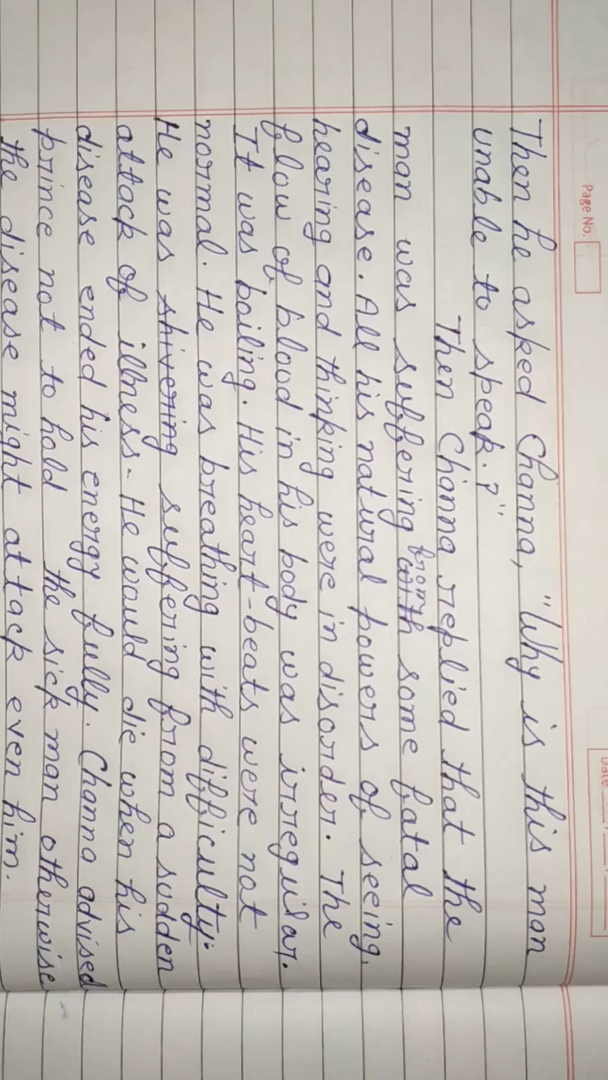 Page No.
Date
Then he asked Channa, "Why is this man
unable to speak.?"
Then Channa replied that the
man was suffering from some fatal
disease. All his natural powers of seeing,
hearing and thinking were in disorder. The
flow of blood in his body was irregular.
It was boiling. His heart-beats were not
normal. He was breathing with difficulty.
He was shivering suffering from a sudden
attack of illness. He would die when his
disease ended his energy fully. Channa advised
prince not to hold the sick man otherwise
the disease might attack even him.